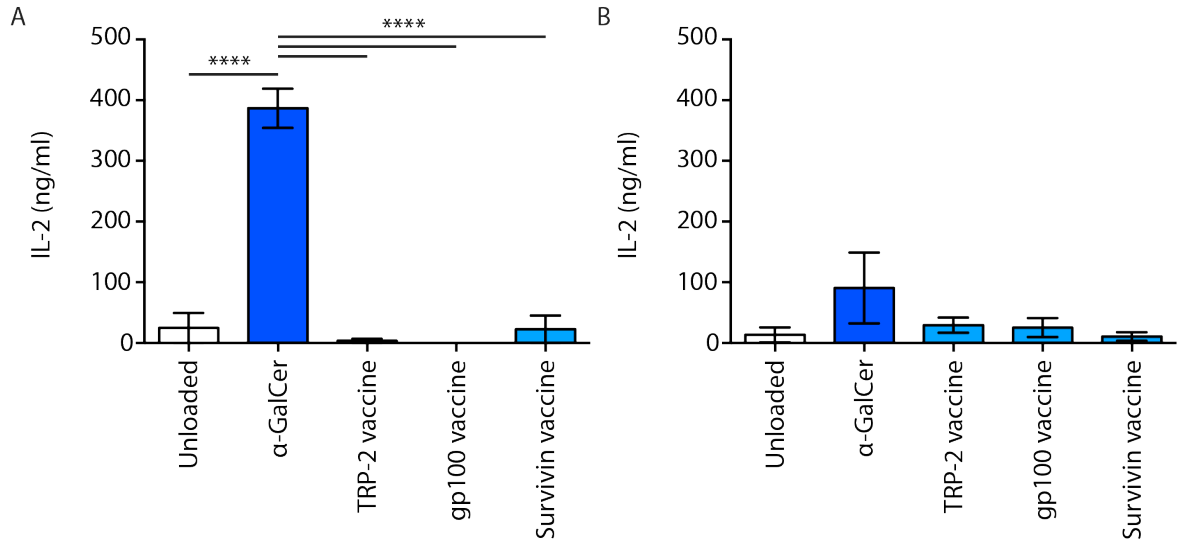 A
IL-2 (ng/ml)
500
400
300
200
100
0
****
****
Unloaded
α-GalCer
TRP-2 vaccine
gp100 vaccine
Survivin vaccine
B
IL-2 (ng/ml)
500
400
300
200
100
0
Unloaded
α-GalCer
TRP-2 vaccine
gp100 vaccine
Survivin vaccine